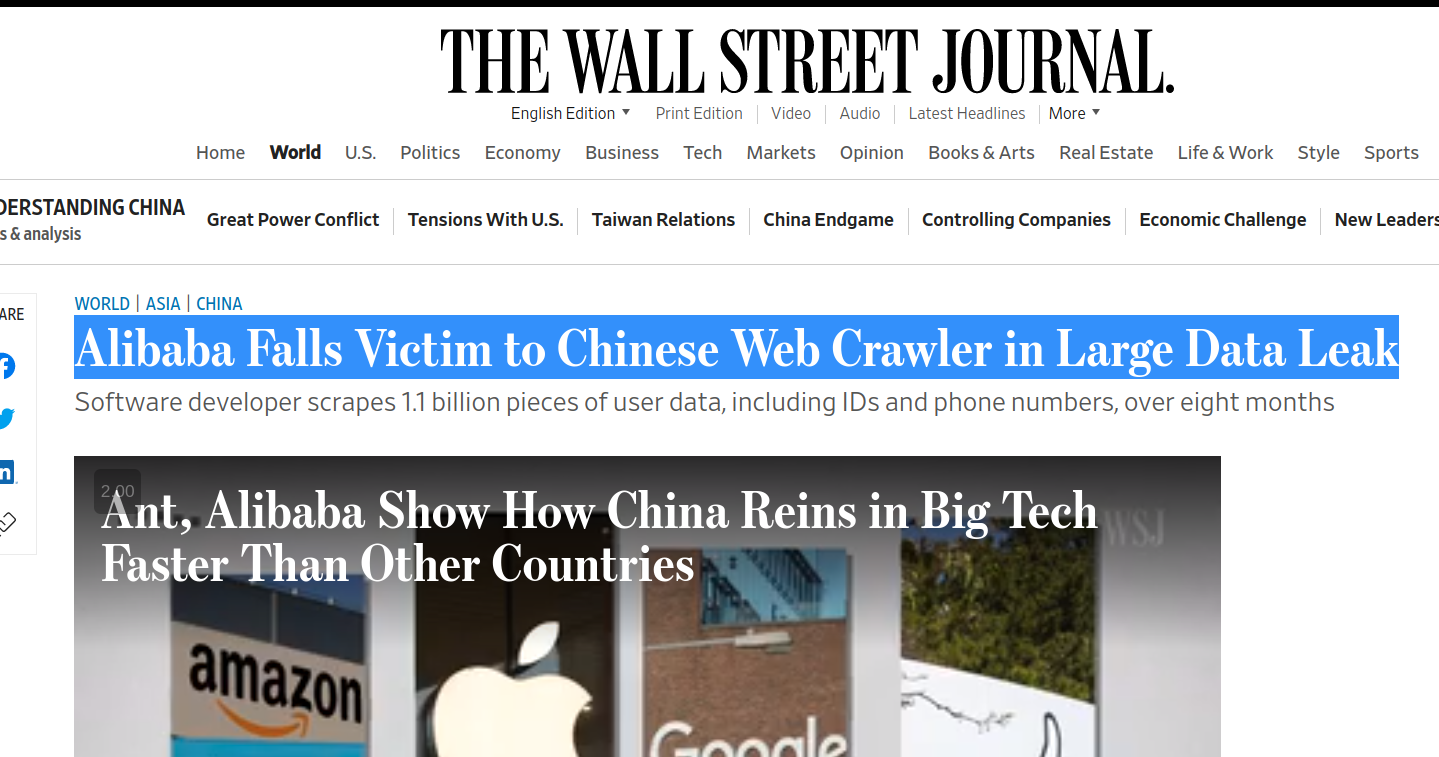 THE WALL STREET JOURNAL.
English Edition Print Edition Video Audio Latest Headlines More
Home World U.S. Politics Economy Business Tech Markets Opinion Books & Arts Real Estate Life & Work Style Sports
DERSTANDING CHINA
s & analysis
Great Power Conflict Tensions With U.S. Taiwan Relations China Endgame Controlling Companies Economic Challenge New Leaders
WORLD | ASIA | CHINA
ARE
Alibaba Falls Victim to Chinese Web Crawler in Large Data Leak
Software developer scrapes 1.1 billion pieces of user data, including IDs and phone numbers, over eight months
2.00
Ant, Alibaba Show How China Reins in Big Tech
Faster Than Other Countries
WSJ
amazon
Google